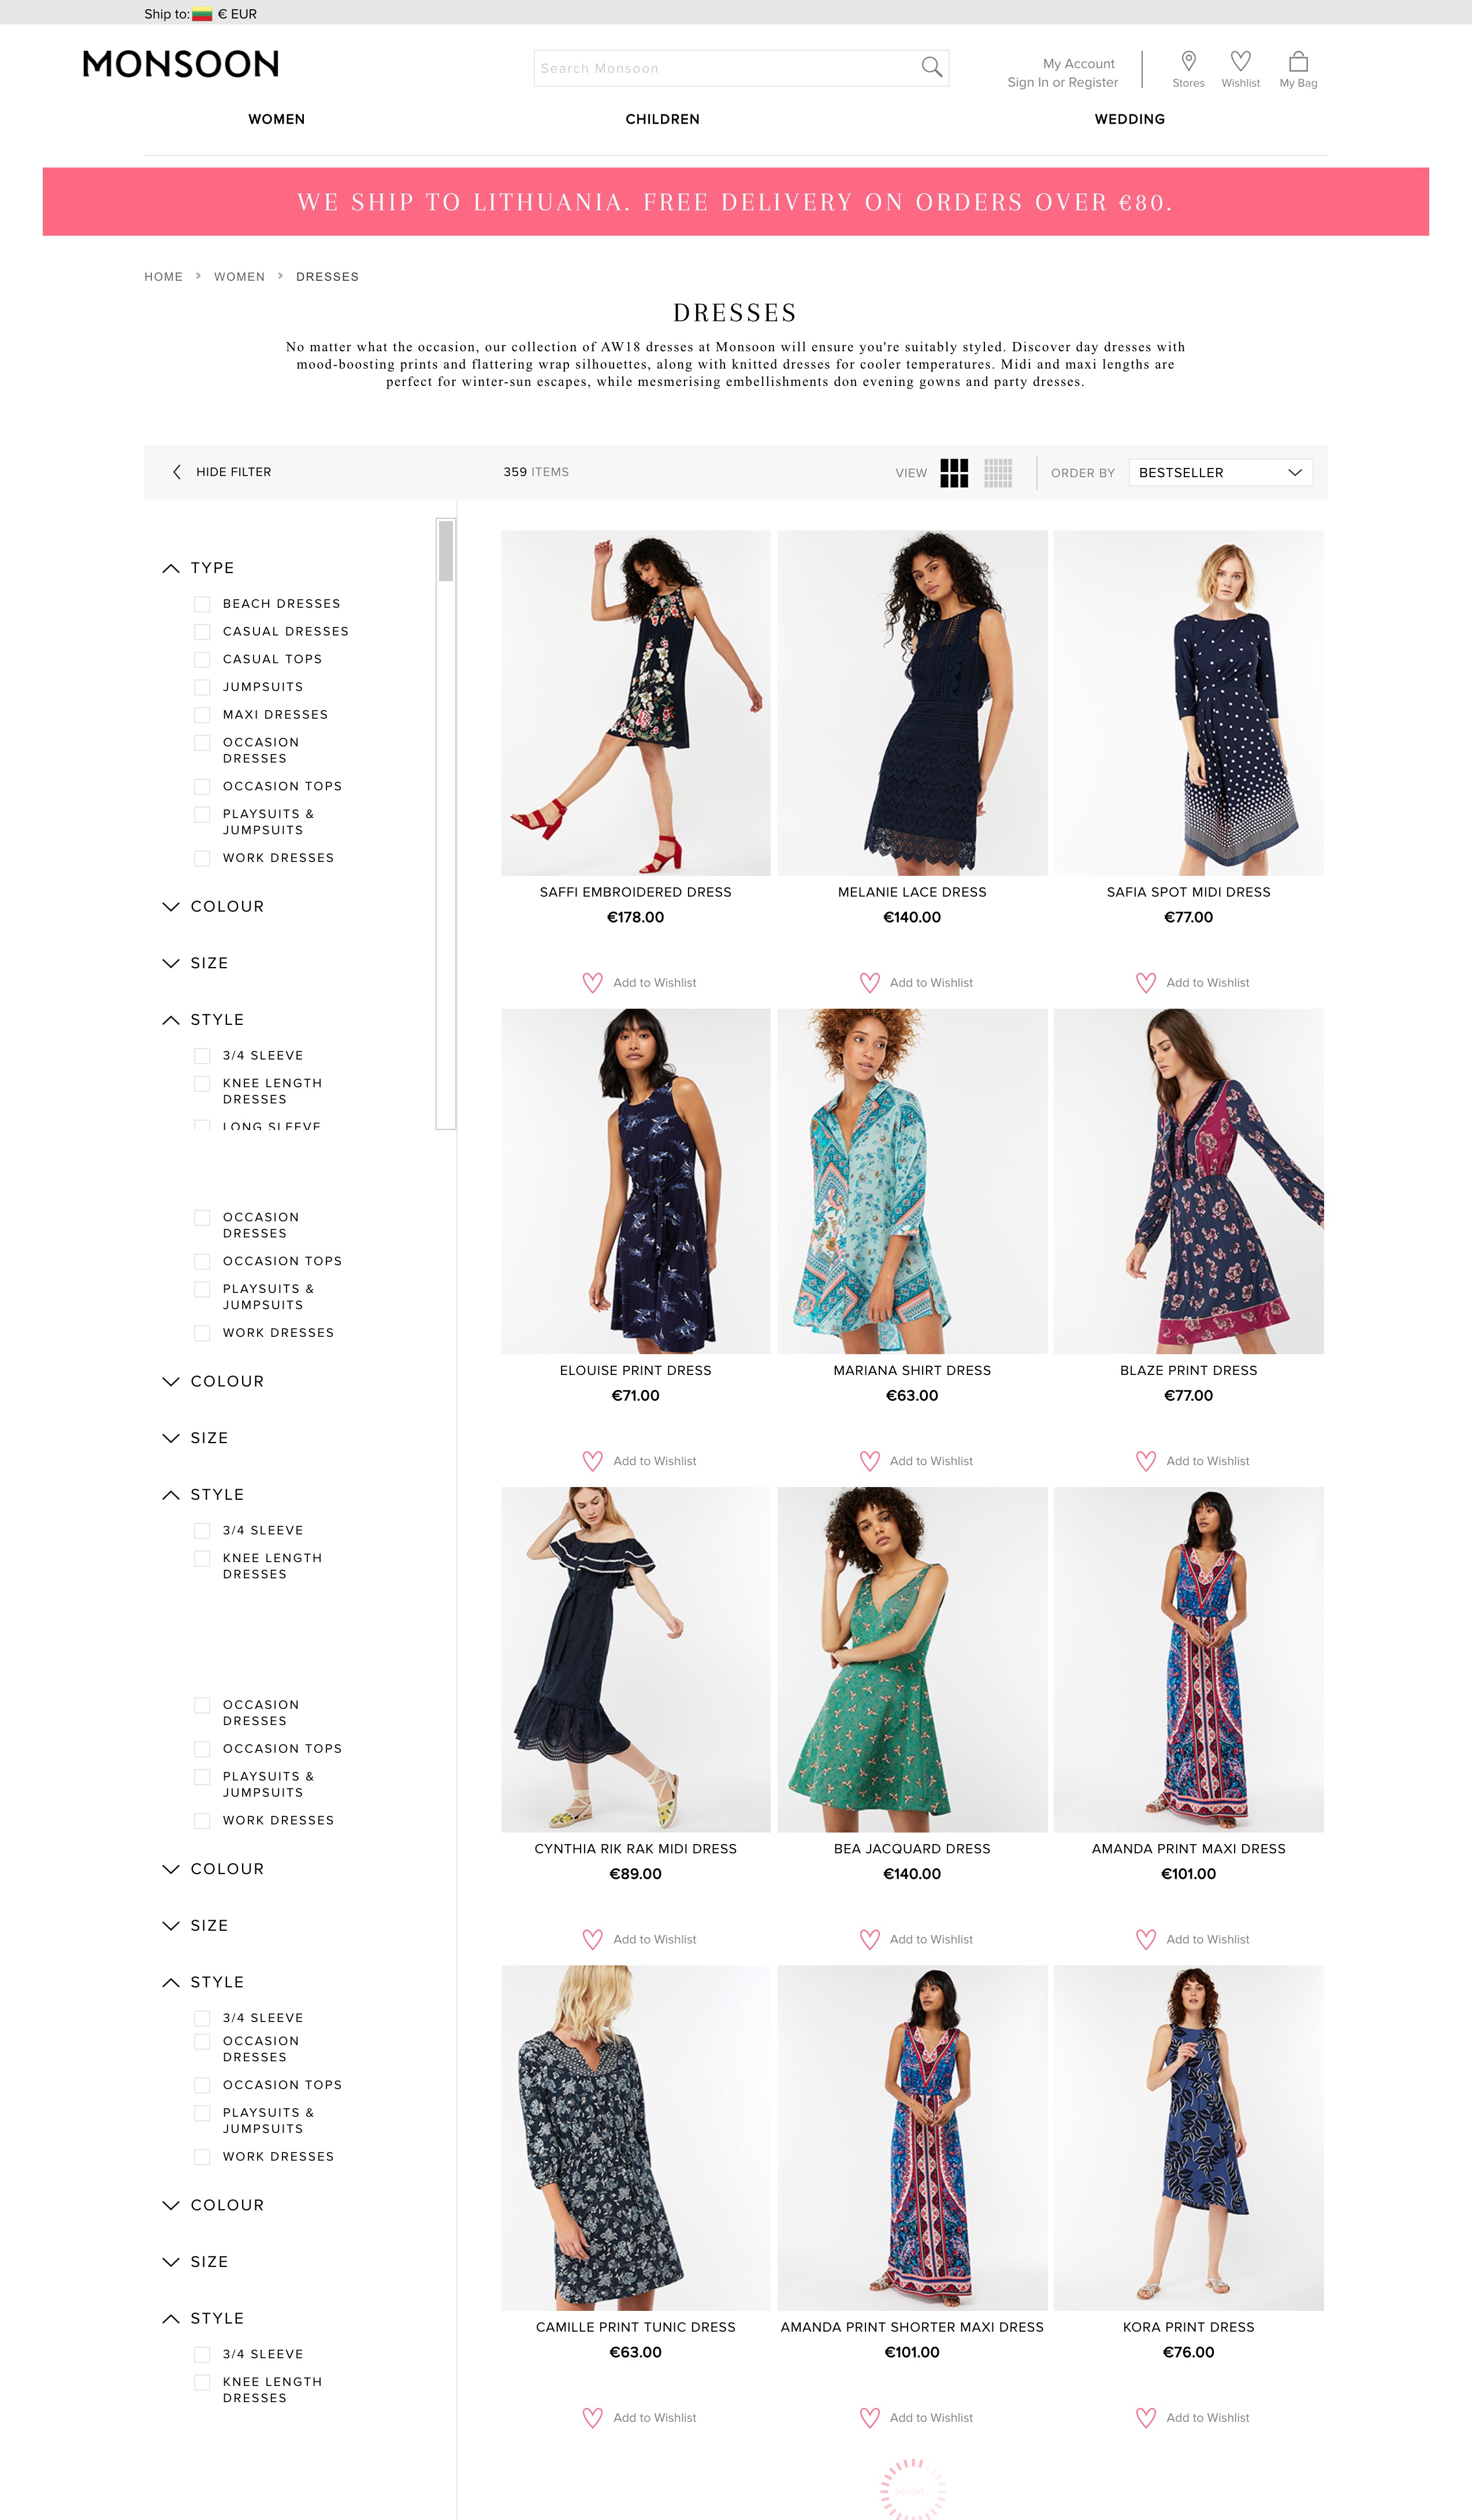 Ship to: € EUR
MONSOON
Search Monsoon
My Account
Sign In or Register
Stores
Wishlist
My Bag
WOMEN
CHILDREN
WEDDING
WE SHIP TO LITHUANIA. FREE DELIVERY ON ORDERS OVER €80.
HOME WOMEN DRESSES
DRESSES
No matter what the occasion, our collection of AW18 dresses at Monsoon will ensure you're suitably styled. Discover day dresses with
mood-boosting prints and flattering wrap silhouettes, along with knitted dresses for cooler temperatures. Midi and maxi lengths are
perfect for winter-sun escapes, while mesmerising embellishments don evening gowns and party dresses.
HIDE FILTER
359 ITEMS
VIEW
ORDER BY
BESTSELLER
TYPE
BEACH DRESSES
CASUAL DRESSES
CASUAL TOPS
JUMPSUITS
MAXI DRESSES
OCCASION
DRESSES
OCCASION TOPS
PLAYSUITS &
JUMPSUITS
WORK DRESSES
COLOUR
SIZE
STYLE
3/4 SLEEVE
KNEE LENGTH
DRESSES
LONG SLEEVE
OCCASION
DRESSES
OCCASION TOPS
PLAYSUITS &
JUMPSUITS
WORK DRESSES
COLOUR
SIZE
STYLE
3/4 SLEEVE
KNEE LENGTH
DRESSES
OCCASION
DRESSES
OCCASION TOPS
PLAYSUITS &
JUMPSUITS
WORK DRESSES
COLOUR
SIZE
STYLE
3/4 SLEEVE
OCCASION
DRESSES
OCCASION TOPS
PLAYSUITS &
JUMPSUITS
WORK DRESSES
COLOUR
SIZE
STYLE
3/4 SLEEVE
KNEE LENGTH
DRESSES
SAFFI EMBROIDERED DRESS
€178.00
Add to Wishlist
MELANIE LACE DRESS
€140.00
Add to Wishlist
SAFIA SPOT MIDI DRESS
€77.00
Add to Wishlist
ELOUISE PRINT DRESS
€71.00
Add to Wishlist
MARIANA SHIRT DRESS
€63.00
Add to Wishlist
BLAZE PRINT DRESS
€77.00
Add to Wishlist
CYNTHIA RIK RAK MIDI DRESS
€89.00
Add to Wishlist
BEA JACQUARD DRESS
€140.00
Add to Wishlist
AMANDA PRINT MAXI DRESS
€101.00
Add to Wishlist
CAMILLE PRINT TUNIC DRESS
€63.00
Add to Wishlist
AMANDA PRINT SHORTER MAXI DRESS
€101.00
Add to Wishlist
KORA PRINT DRESS
€76.00
Add to Wishlist